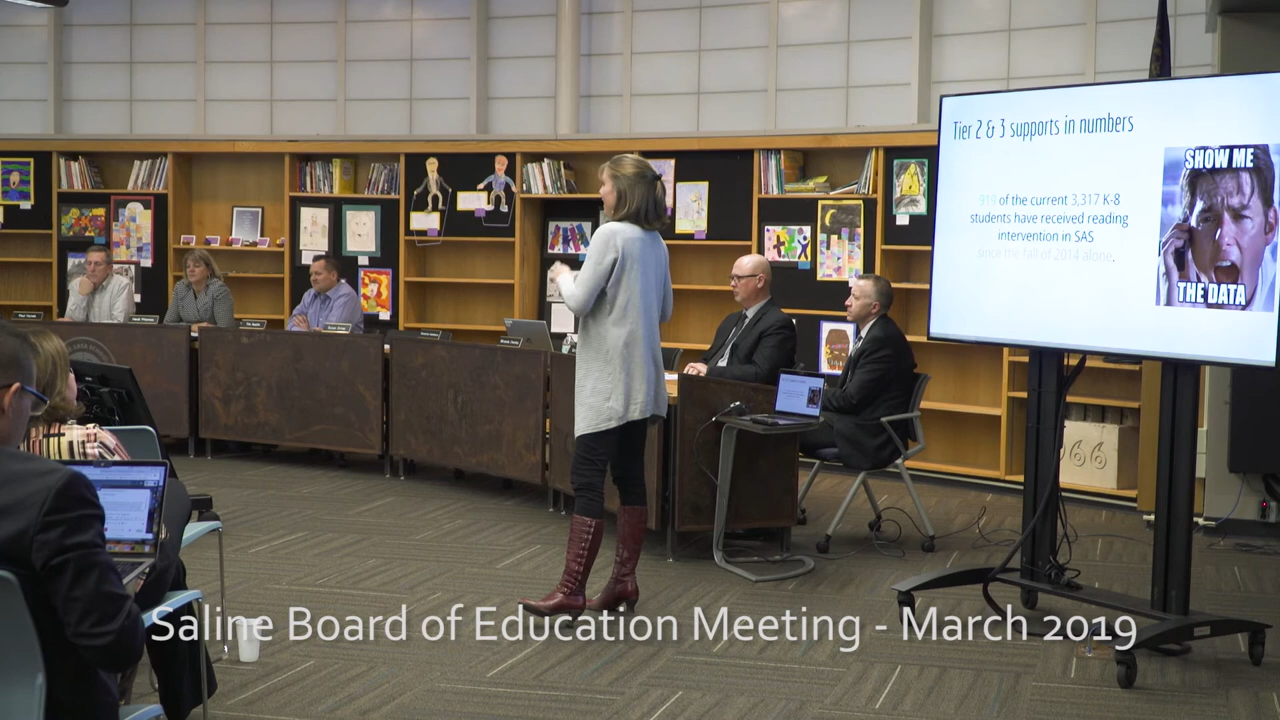 Tier 2 & 3 supports in numbers
SHOW ME
919 of the current 3,317 K-8
students have received reading
intervention in SAS
since the fall of 2014 alone.
THE DATA
Saline Board of Education Meeting - March 2019